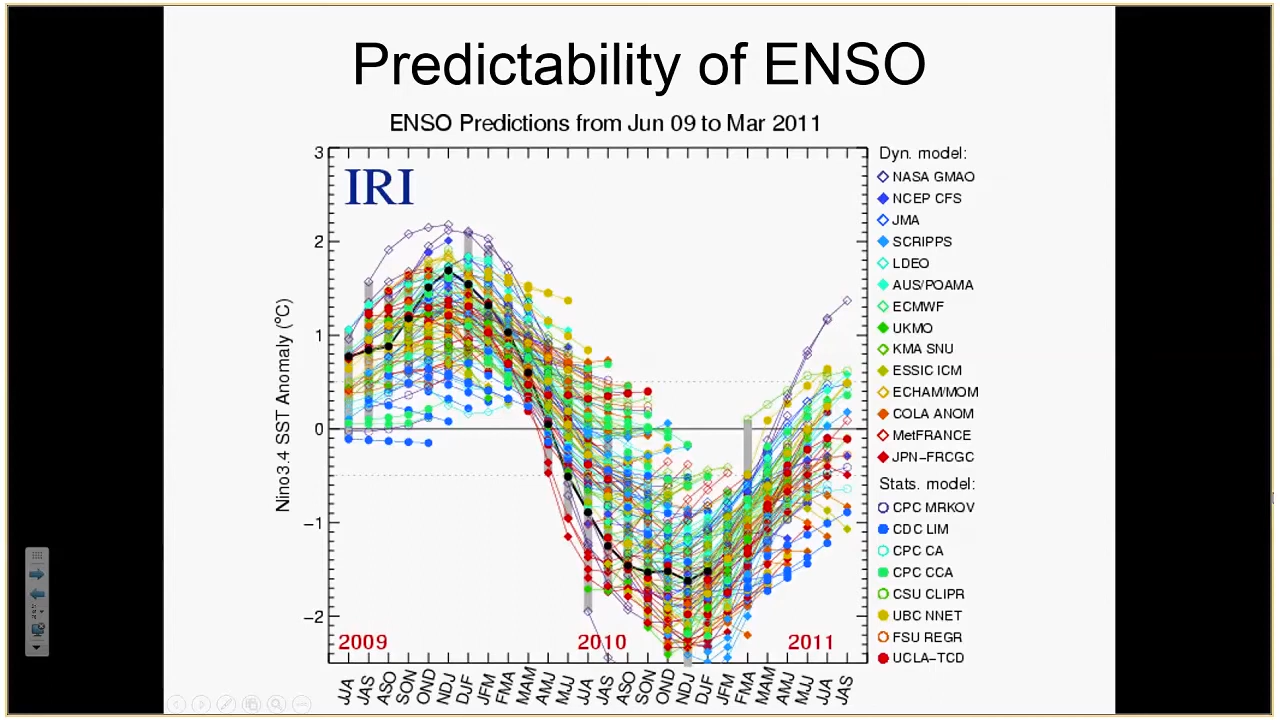 Predictability of ENSO
ENSO Predictions from Jun 09 to Mar 2011
IRI
Nino3.4 SST Anomaly (ºC)
3
2
1
0
−1
−2
2009
2010
2011
JJA JAS ASO SON OND NDJ DJF JFM FMA MAM AMJ MJJ JJA JAS ASO SON OND NDJ DJF JFM FMA MAM AMJ MJJ JJA JAS
Dyn. model:
NASA GMAO
NCEP CFS
JMA
SCRIPPS
LDEO
AUS/POAMA
ECMWF
UKMO
KMA SNU
ESSIC ICM
ECHAM/MOM
COLA ANOM
MetFRANCE
JPN−FRCGC
Stats. model:
CPC MRKOV
CDC LIM
CPC CA
CPC CCA
CSU CLIPR
UBC NNET
FSU REGR
UCLA−TCD